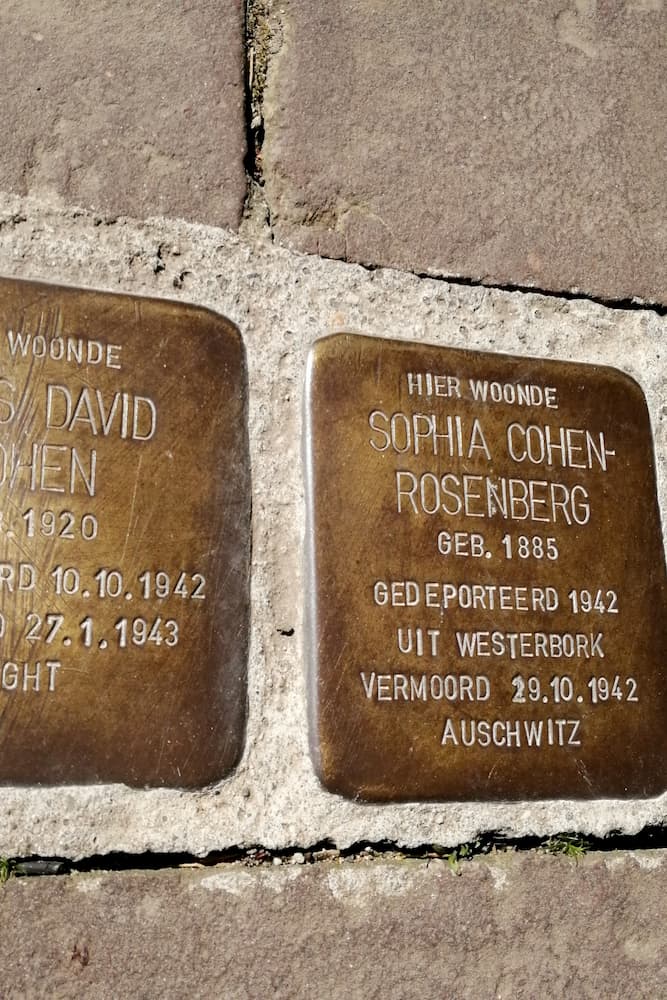 WOONDE
DAVID
1920
10.10.1942
27.1.1943
HIER WOONDE
SOPHIA COHEN-
ROSENBERG
GEB. 1885
GEDEPORTEERD 1942
UIT WESTERBORK
VERMOORD 29.10.1942
AUSCHWITZ